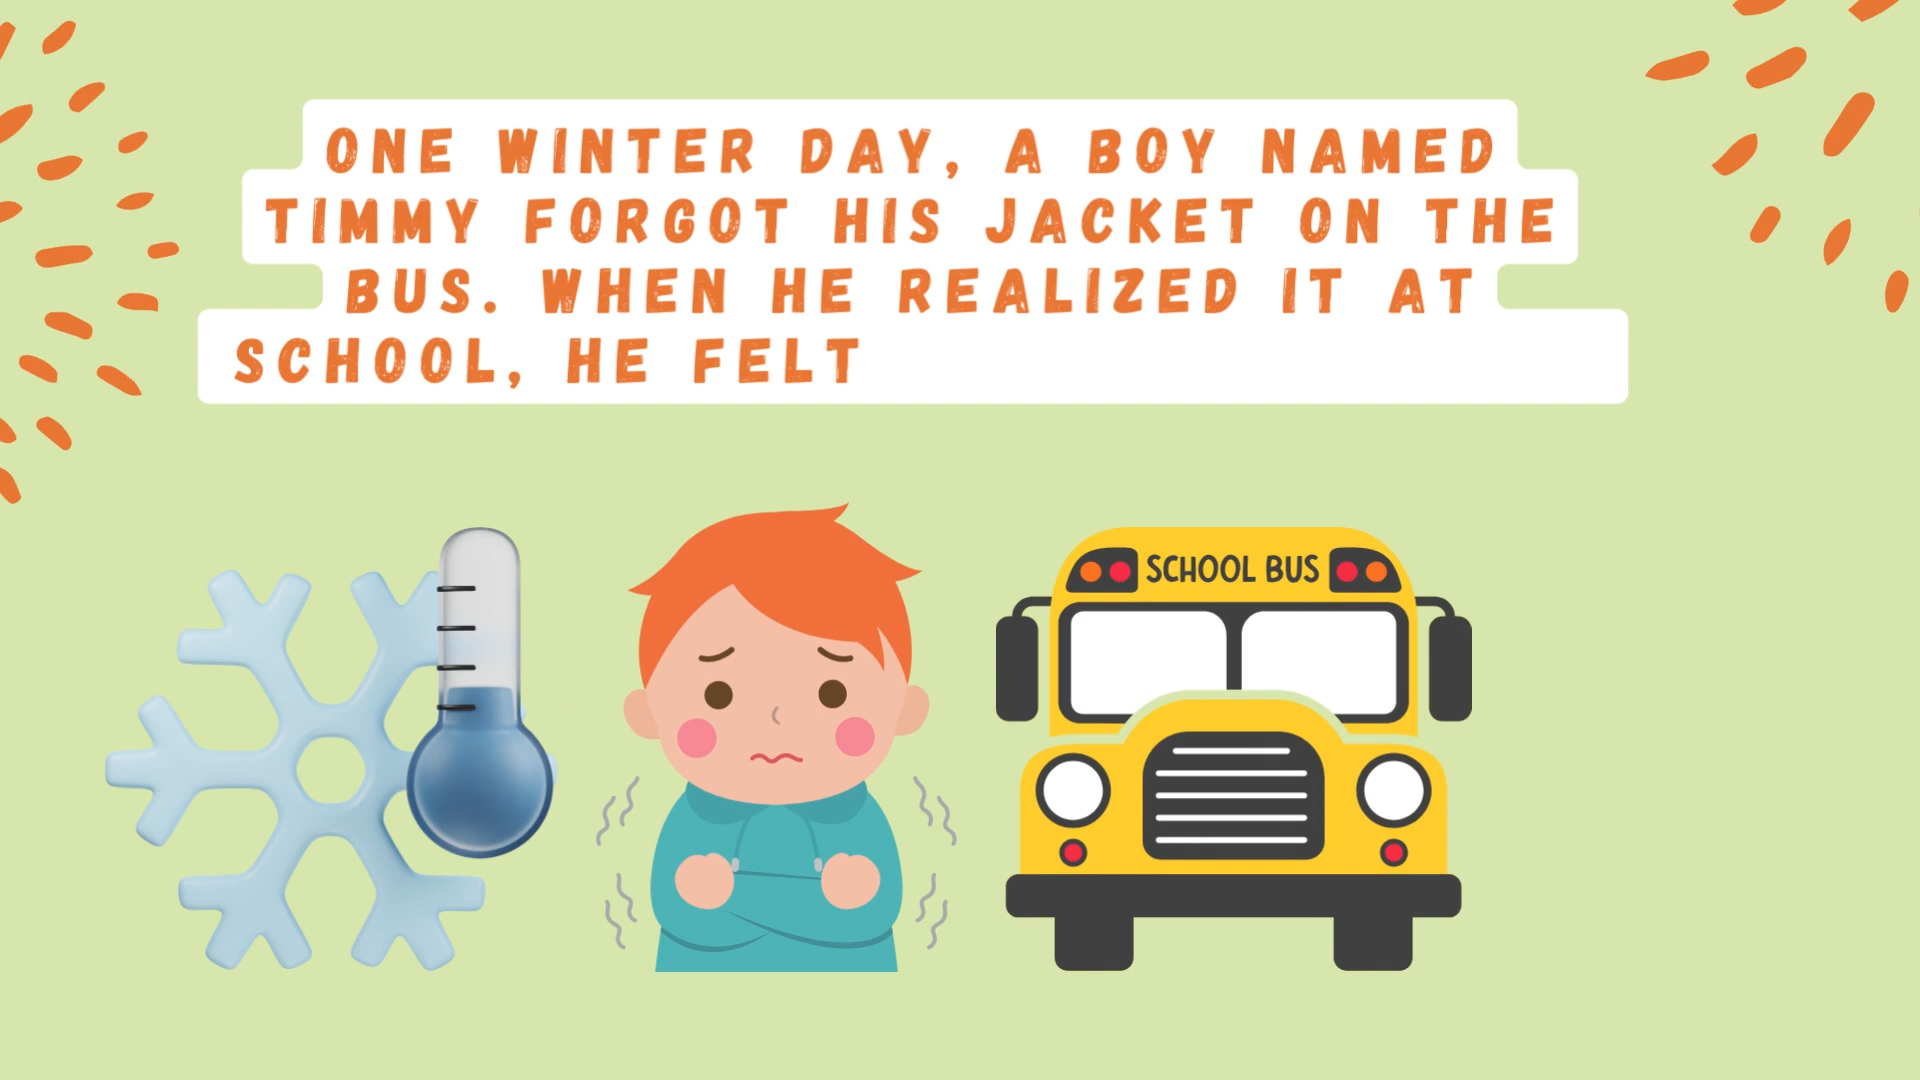 ONE WINTER DAY, A BOY NAMED
TIMMY FORGOT HIS JACKET ON THE
BUS. WHEN HE REALIZED IT AT
SCHOOL, HE FELT
SCHOOL BUS